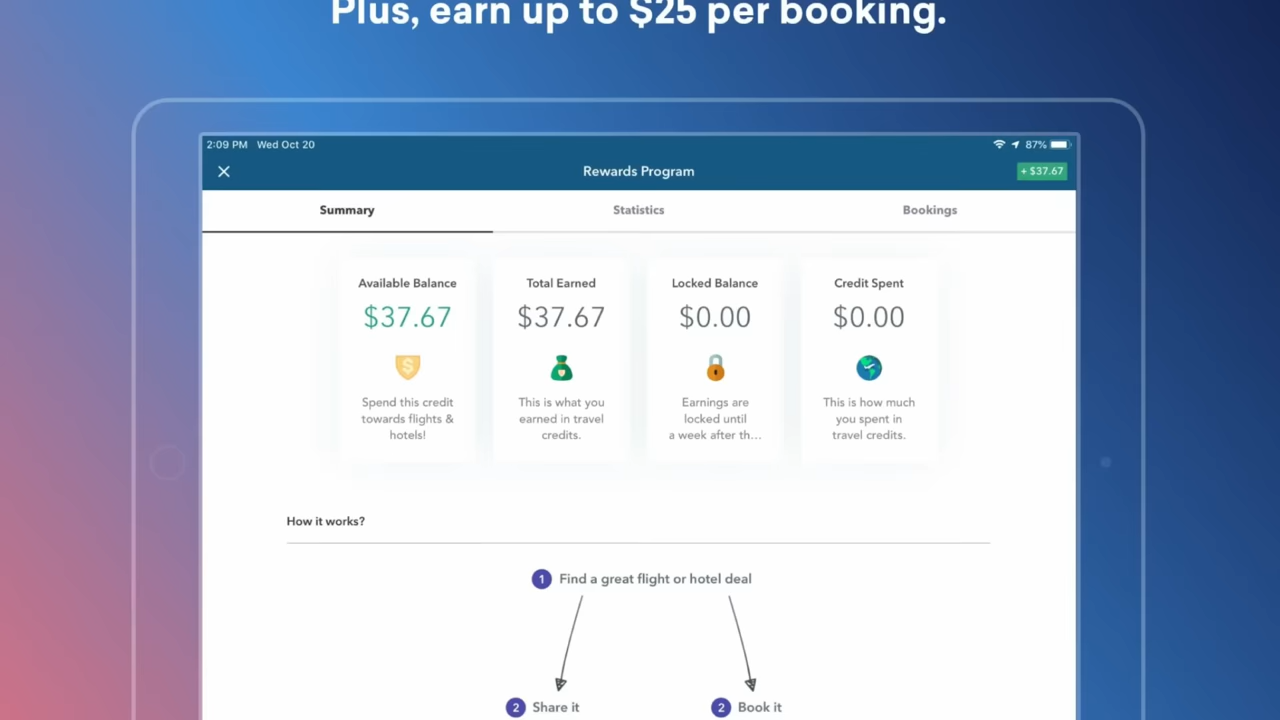 Plus, earn up to $25 per booking.
2:09 PM Wed Oct 20
87%
Rewards Program
+ $37.67
Summary
Statistics
Bookings
Available Balance
$37.67
Spend this credit
towards flights &
hotels!
Total Earned
$37.67
This is what you
earned in travel
credits.
Locked Balance
$0.00
Earnings are
locked until
a week after th...
Credit Spent
$0.00
This is how much
you spent in
travel credits.
How it works?
1 Find a great flight or hotel deal
2 Share it
2 Book it